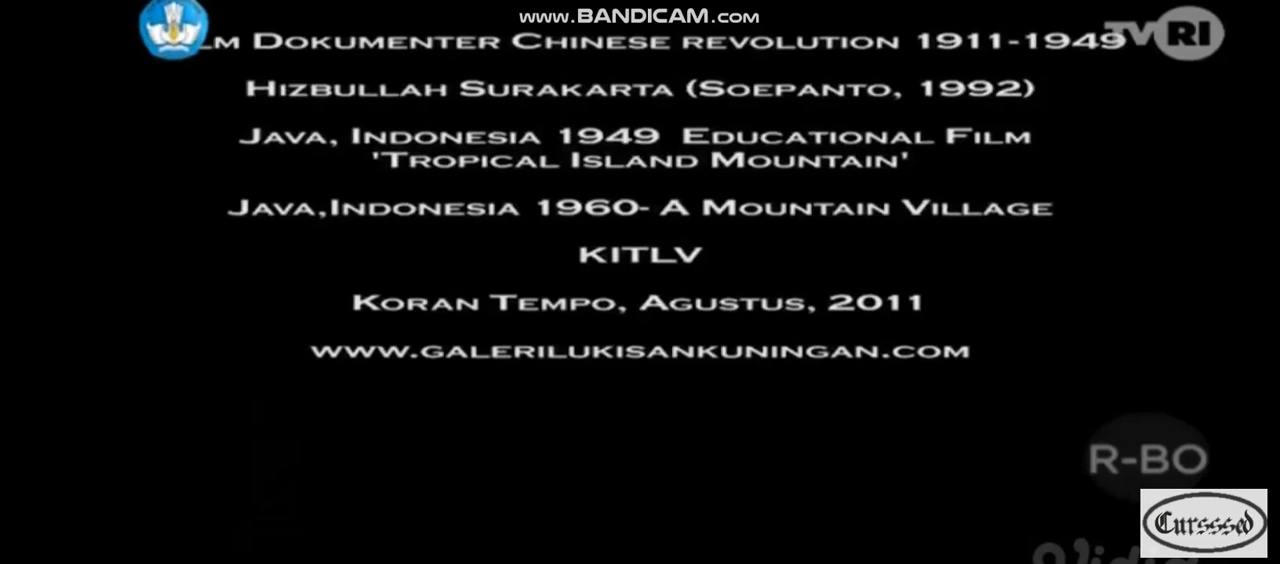 www.BANDICAM.com
LM DOKUMENTER CHINESE REVOLUTION 1911-1949
TVRI
HIZBULLAH SURAKARTA (SOEPANTO, 1992)
JAVA, INDONESIA 1949 EDUCATIONAL FILM
'TROPICAL ISLAND MOUNTAIN'
JAVA,INDONESIA 1960- A MOUNTAIN VILLAGE
KITLV
KORAN TEMPO, AGUSTUS, 2011
WWW.GALERILUKISANKUNINGAN.COM
R-BO
Curssed